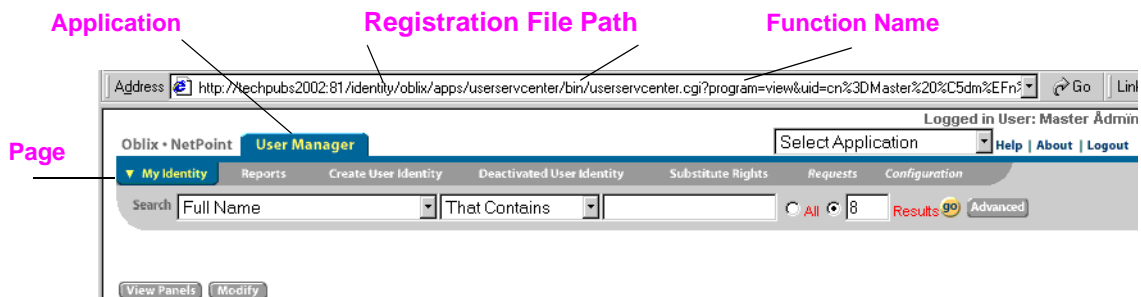 Application Registration File Path Function Name
Address http://techpubs2002:81/identity/oblix/apps/userservcenter/bin/userservcenter.cgi?program=view&uid=cn%3DMaster%20%C5dm%EFn% Go Link
Logged in User: Master Ådmïn
Oblix • NetPoint User Manager Select Application Help | About | Logout
Page
▼ My Identity Reports Create User Identity Deactivated User Identity Substitute Rights Requests Configuration
Search Full Name That Contains All 8 Results go Advanced
View Panels Modify